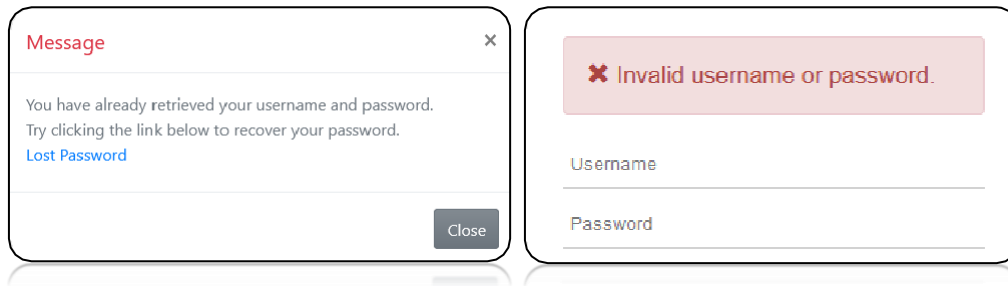 Message ×
You have already retrieved your username and password.
Try clicking the link below to recover your password.
Lost Password
Close
✖ Invalid username or password.
Username
Password